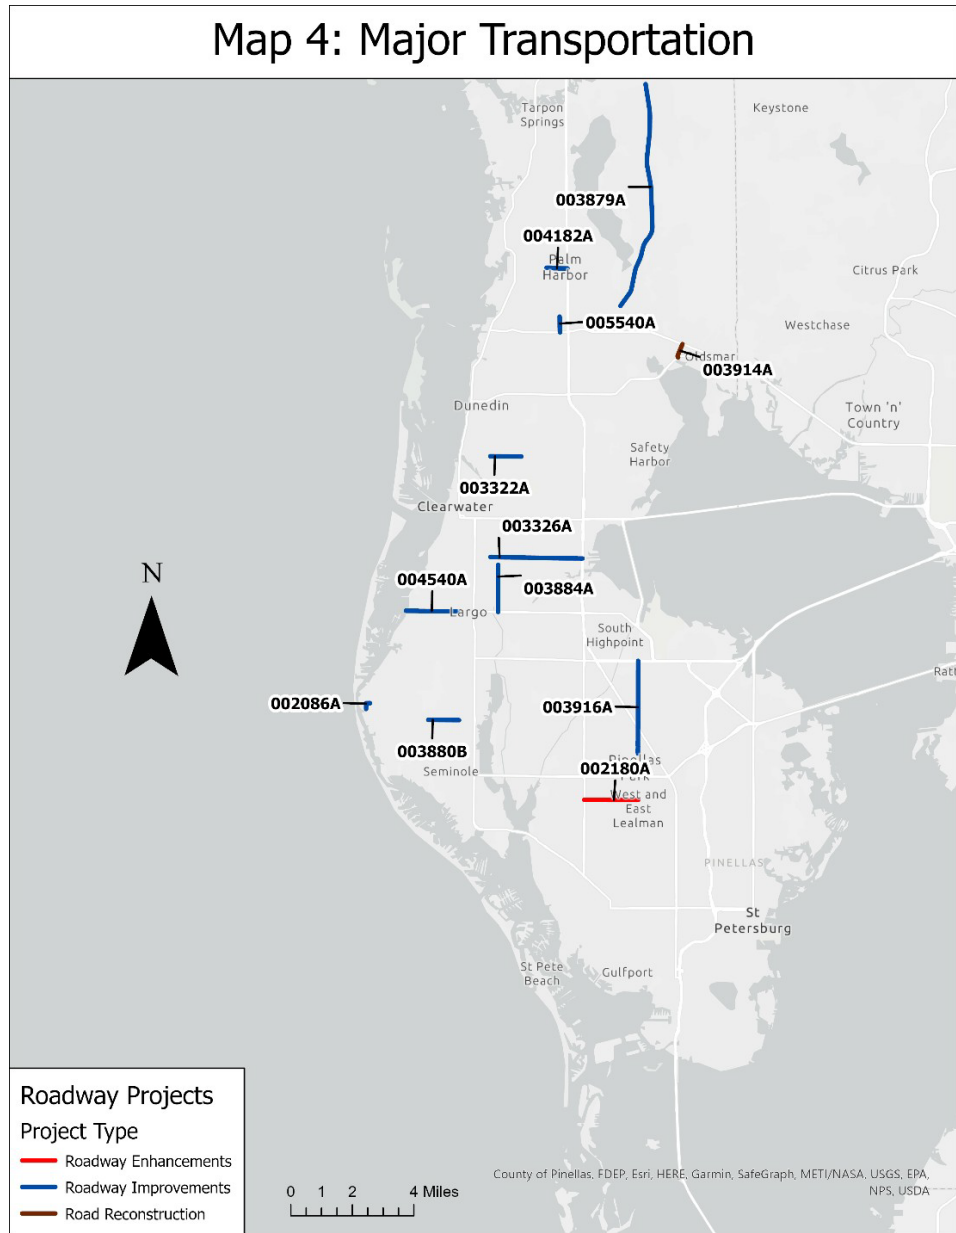 Map 4: Major Transportation
Tarpon
Springs
Keystone
003879A
004182A
Palm
Harbor
Citrus Park
005540A
Westchase
Oldsmar
003914A
Dunedin
Town 'n'
Country
Safety
Harbor
003322A
Clearwater
003326A
N
004540A
003884A
Largo
South
Highpoint
Ratt
002086A
003916A
003880B
Seminole
Pinellas
Park
002180A
West and
East
Lealman
PINELLAS
St
Petersburg
St Pete
Beach
Gulfport
Roadway Projects
Project Type
Roadway Enhancements
Roadway Improvements
Road Reconstruction
0 1 2 4 Miles
County of Pinellas, FDEP, Esri, HERE, Garmin, SafeGraph, METI/NASA, USGS, EPA,
NPS, USDA